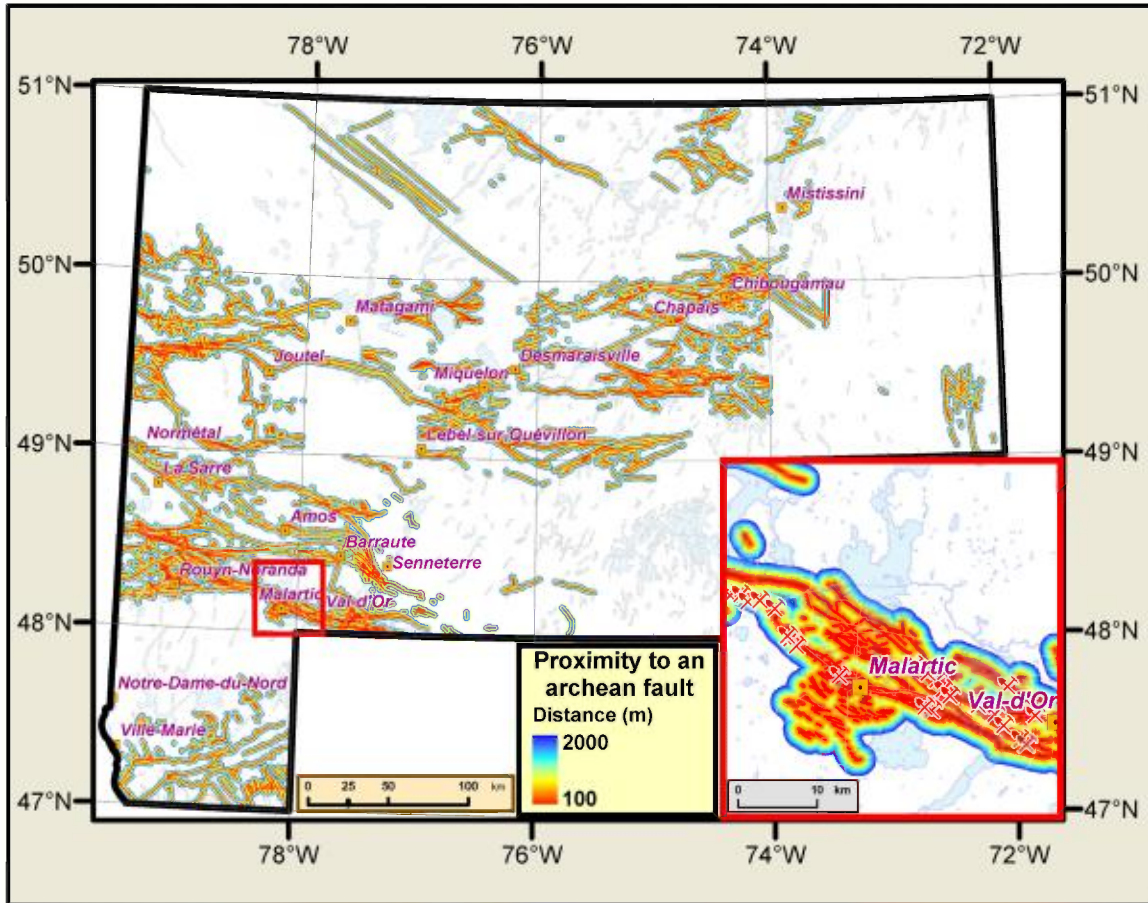 78°W 76°W 74°W 72°W
51°N 51°N
Mistissini
50°N 50°N
Chibougamau
Matagami Chapais
Joutel Desmaraisville
Miquelon
Normétal Lebel sur Quévillon
49°N 49°N
La Sarre
Amos
Barraute
Senneterre
Rouyn-Noranda
Malartic Val-d'Or
48°N 48°N
Proximity to an
archean fault
Distance (m)
2000
100
Malartic
Val-d'Or
Notre-Dame-du-Nord
Ville-Marie
0 25 50 100 km
0 10 km
47°N 47°N
78°W 76°W 74°W 72°W